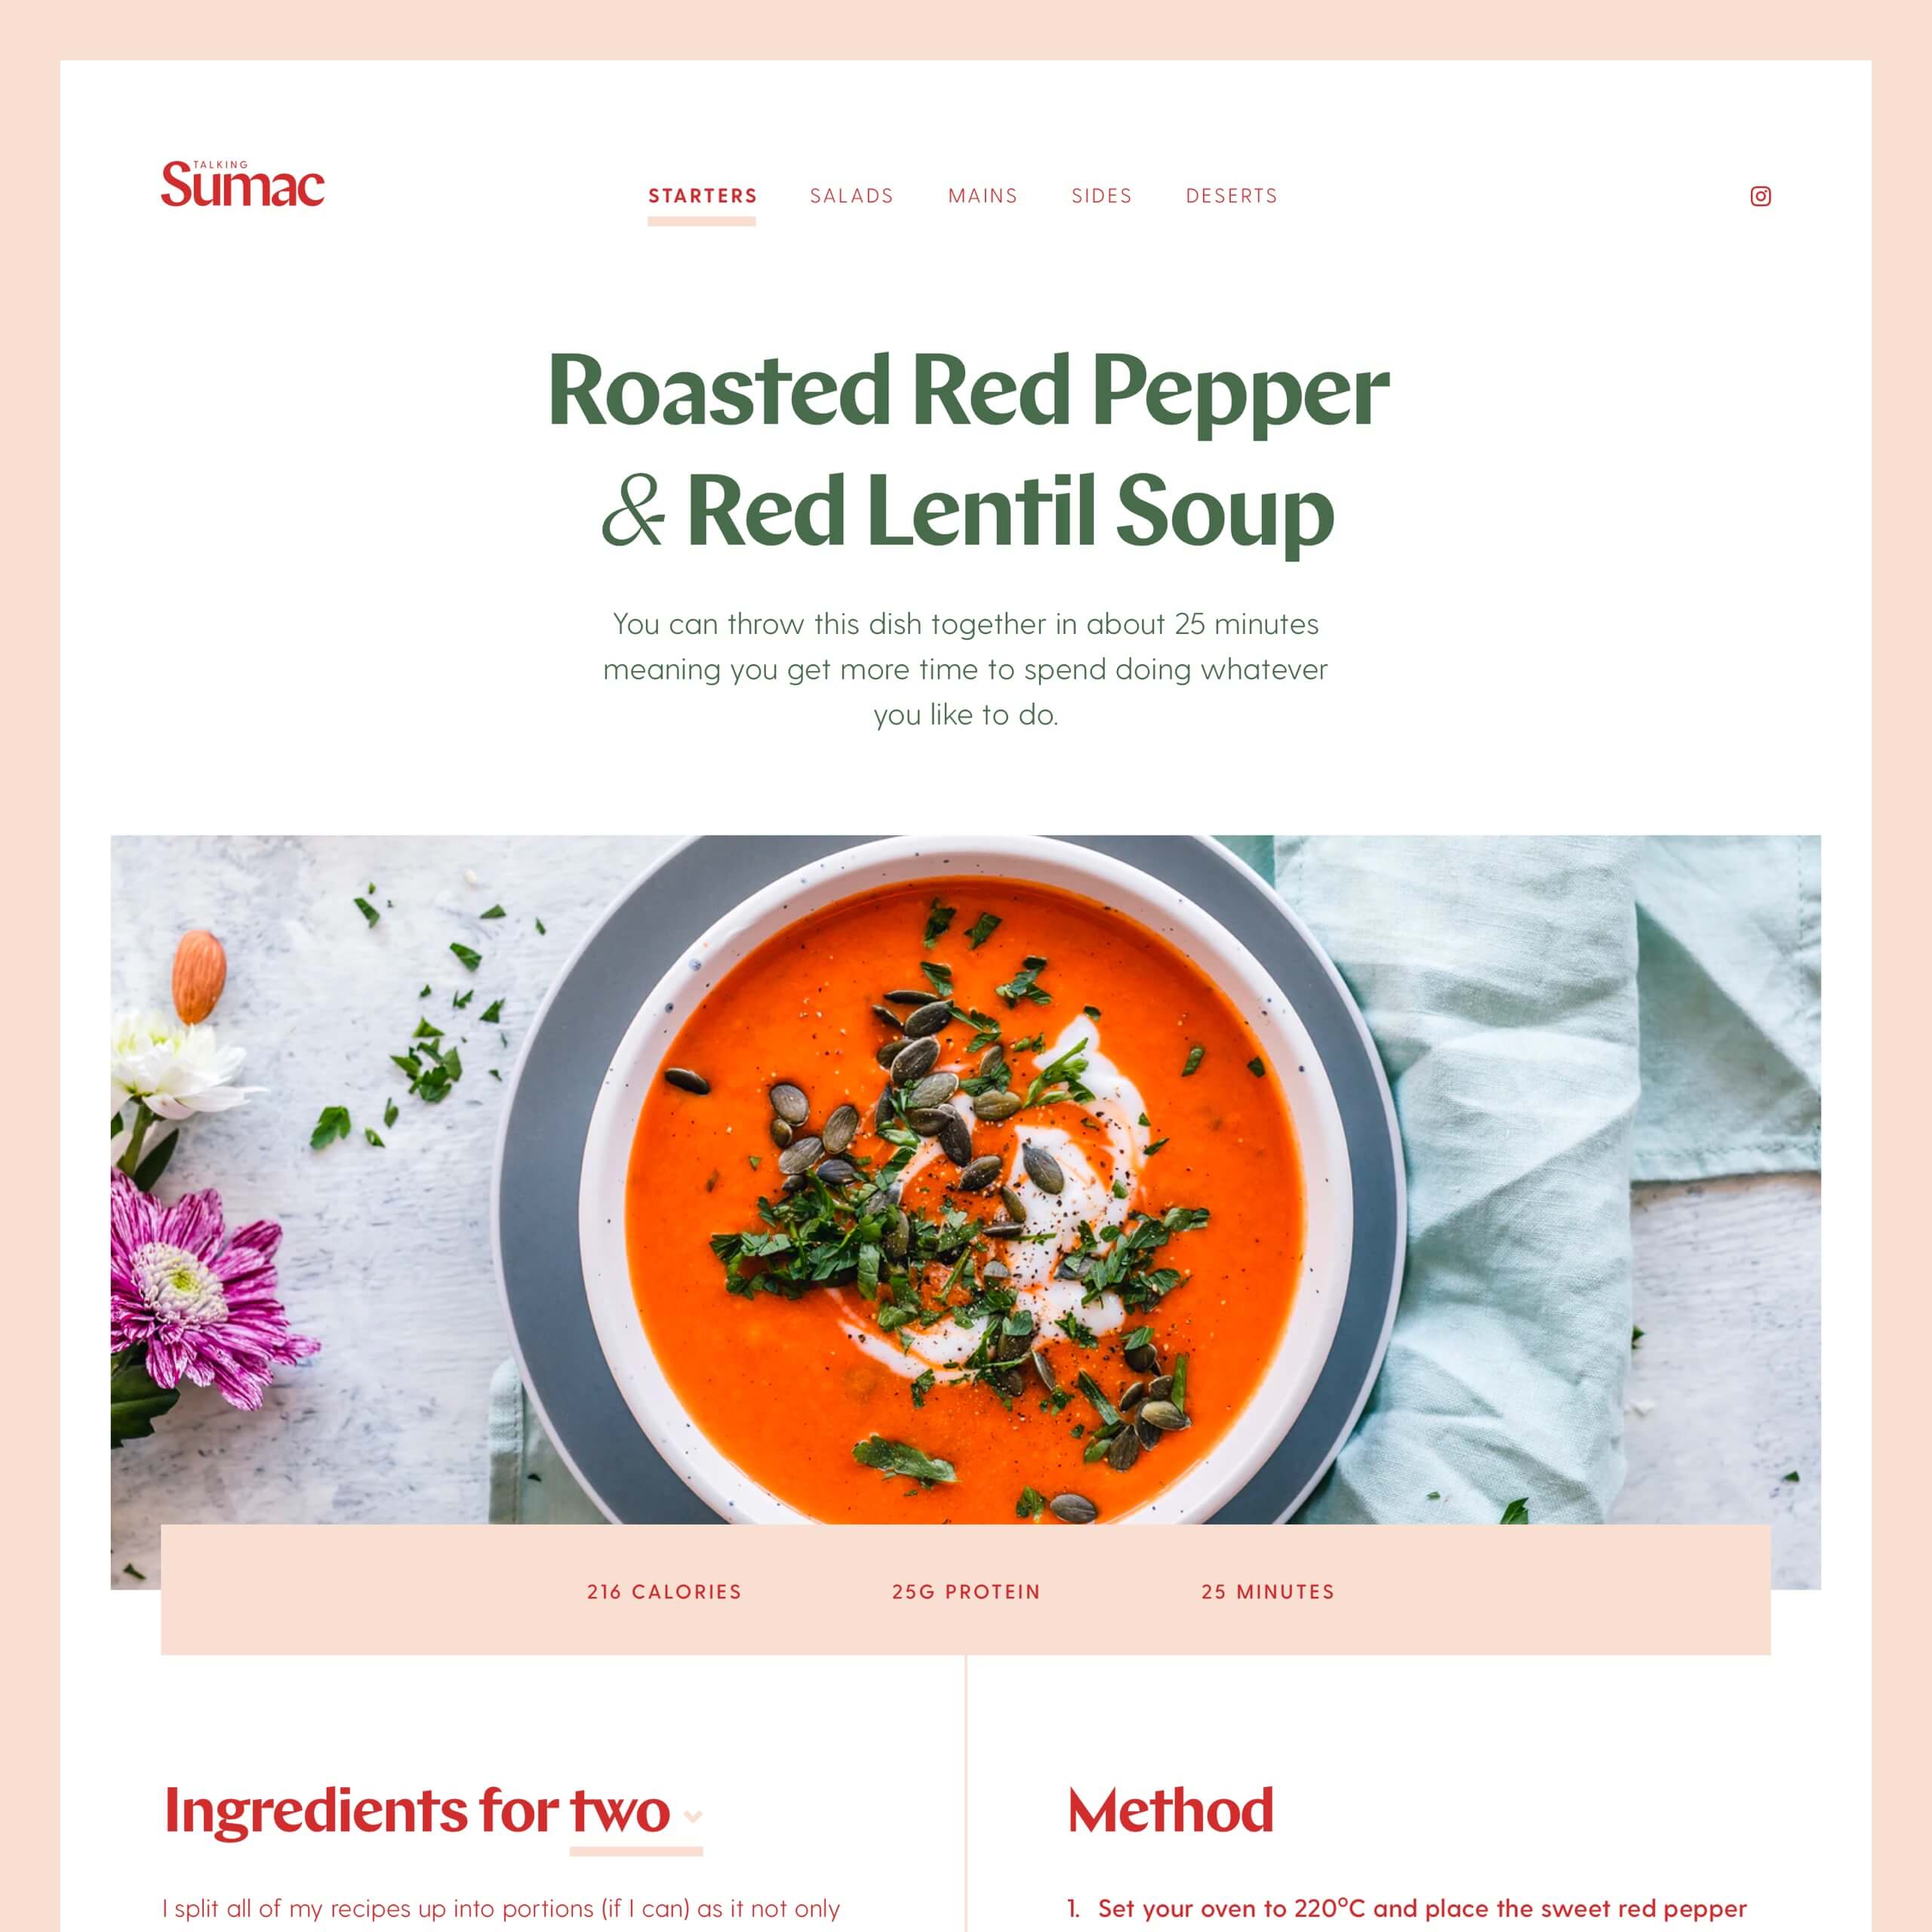 TALKING
Sumac
STARTERS SALADS MAINS SIDES DESERTS
Roasted Red Pepper
& Red Lentil Soup
You can throw this dish together in about 25 minutes
meaning you get more time to spend doing whatever
you like to do.
216 CALORIES 25G PROTEIN 25 MINUTES
Ingredients for two
I split all of my recipes up into portions (if I can) as it not only
Method
1. Set your oven to 220°C and place the sweet red pepper